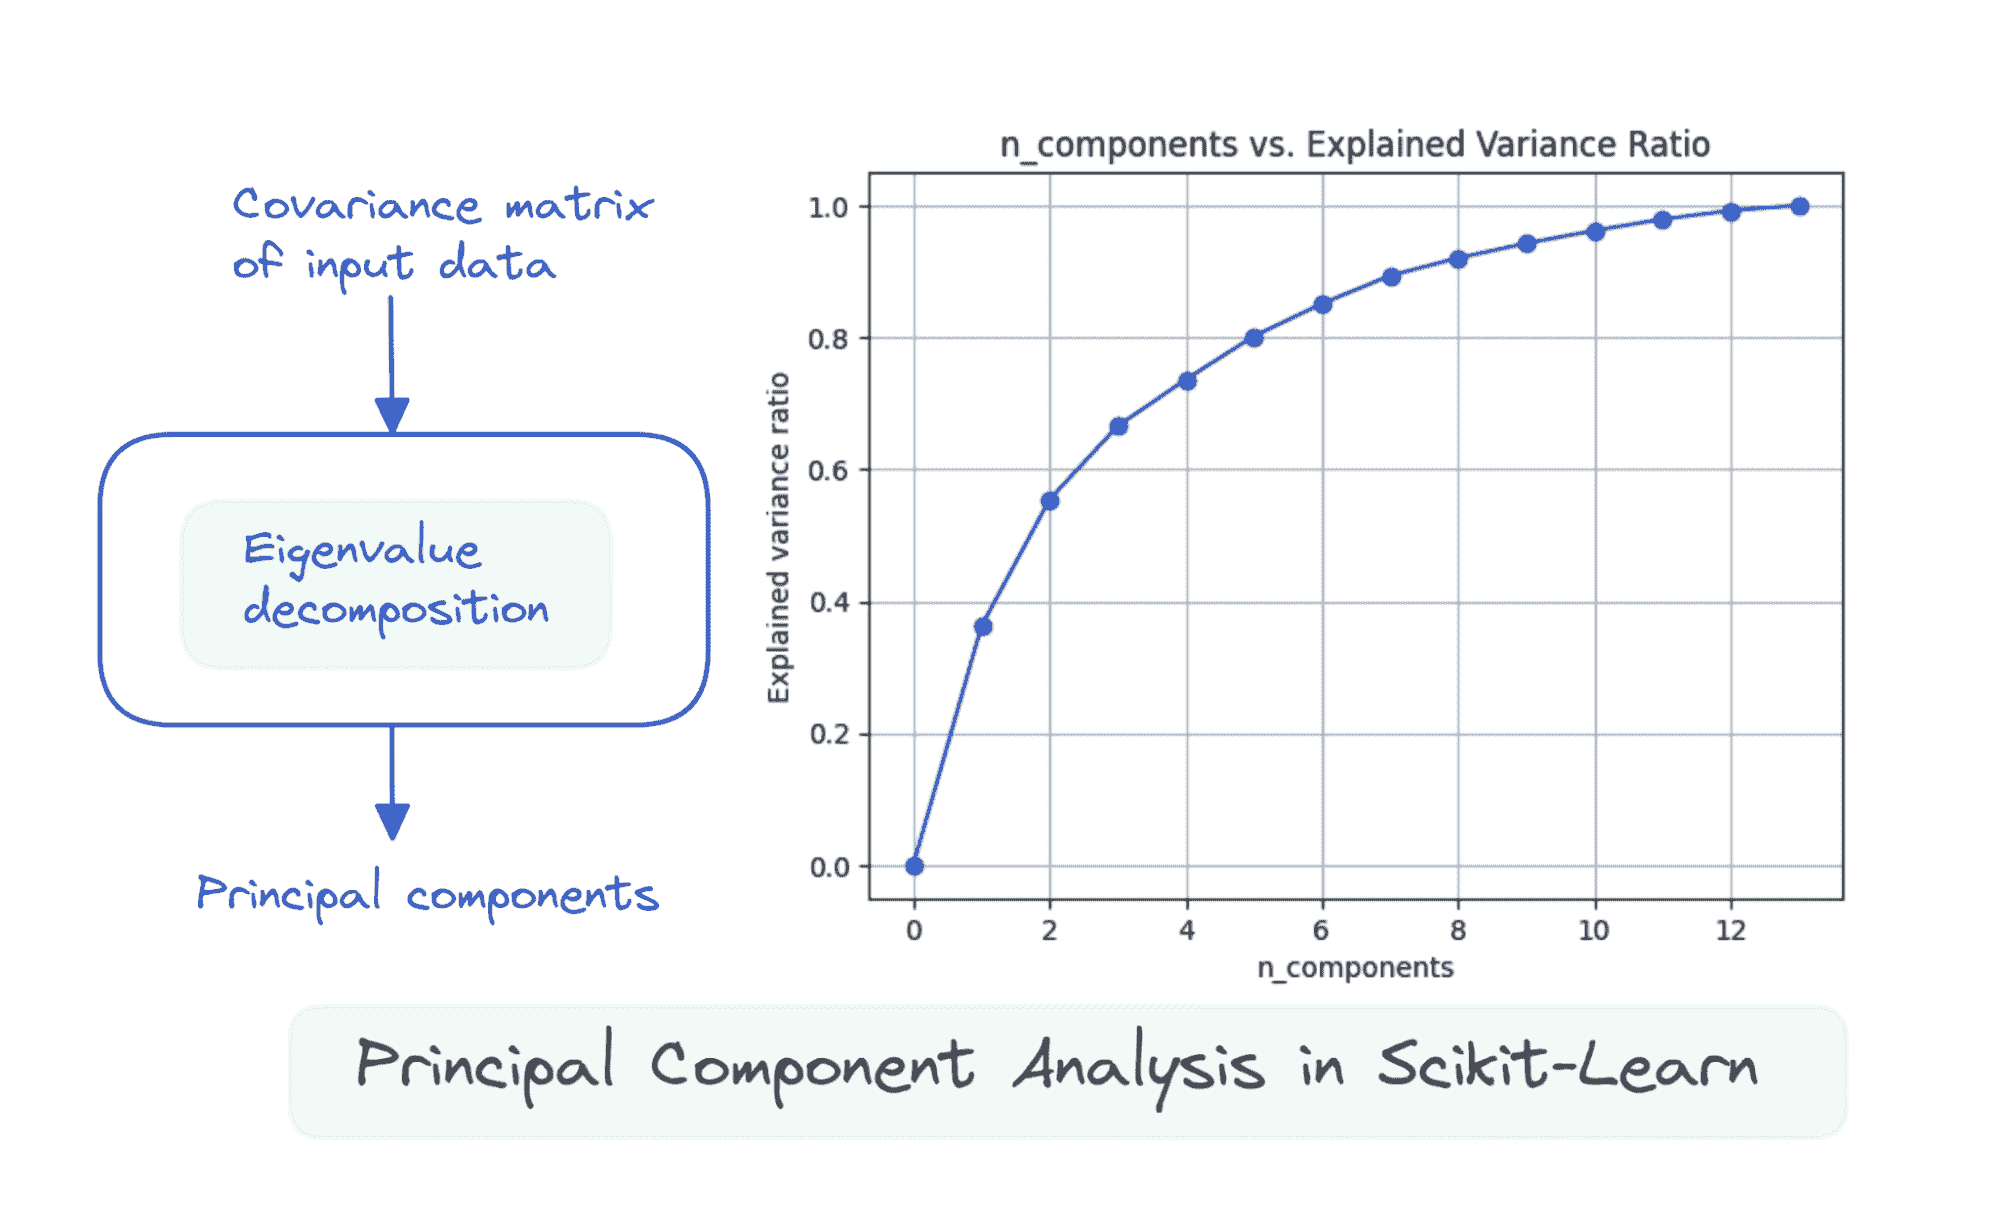 Covariance matrix
of input data
Eigenvalue
decomposition
Principal components
n_components vs. Explained Variance Ratio
Explained variance ratio
1.0
0.8
0.6
0.4
0.2
0.0
0 2 4 6 8 10 12
n_components
Principal Component Analysis in Scikit-Learn